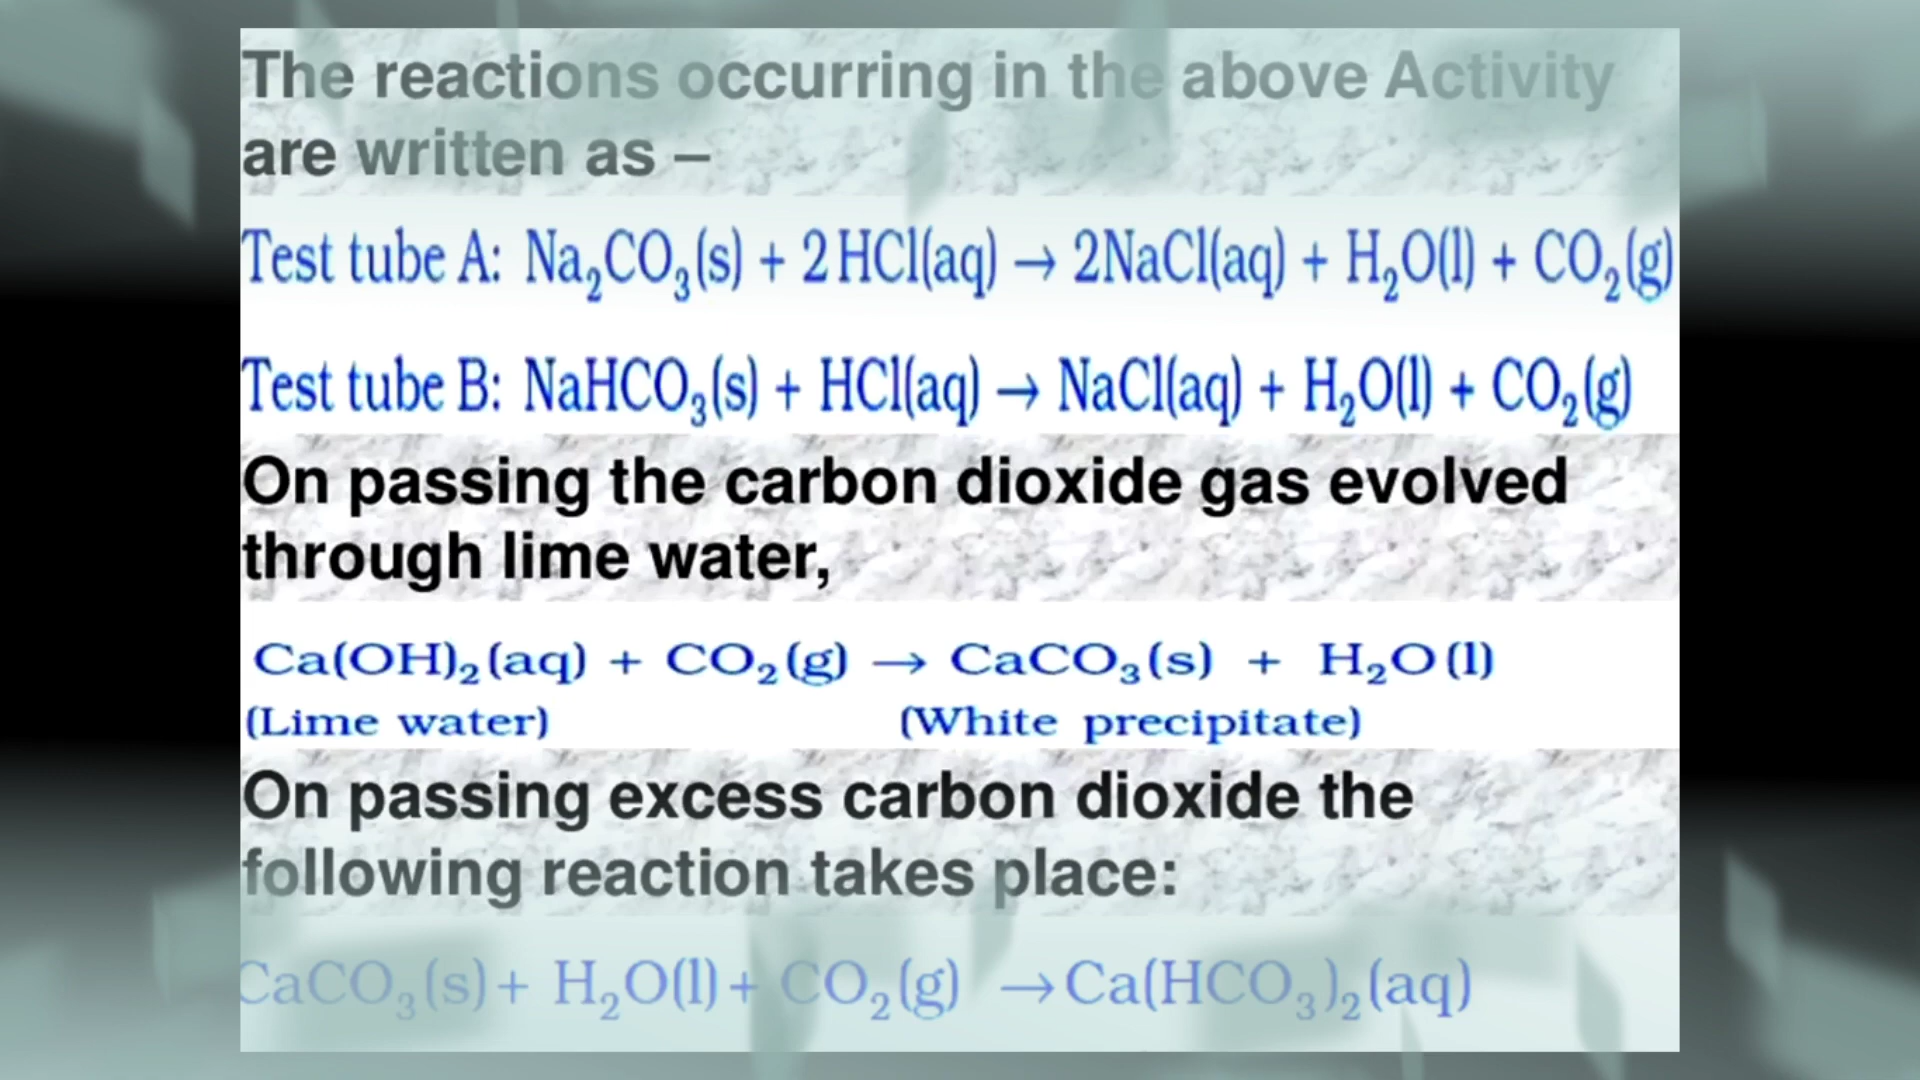 The reactions occurring in the above Activity
are written as –
Test tube A: Na₂CO₃(s) + 2HCl(aq) → 2NaCl(aq) + H₂O(l) + CO₂(g)
Test tube B: NaHCO₃(s) + HCl(aq) → NaCl(aq) + H₂O(l) + CO₂(g)
On passing the carbon dioxide gas evolved
through lime water,
Ca(OH)₂(aq) + CO₂(g) → CaCO₃(s) + H₂O(l)
(Lime water) (White precipitate)
On passing excess carbon dioxide the
following reaction takes place:
CaCO₃(s)+ H₂O(l)+ CO₂(g) →Ca(HCO₃)₂(aq)